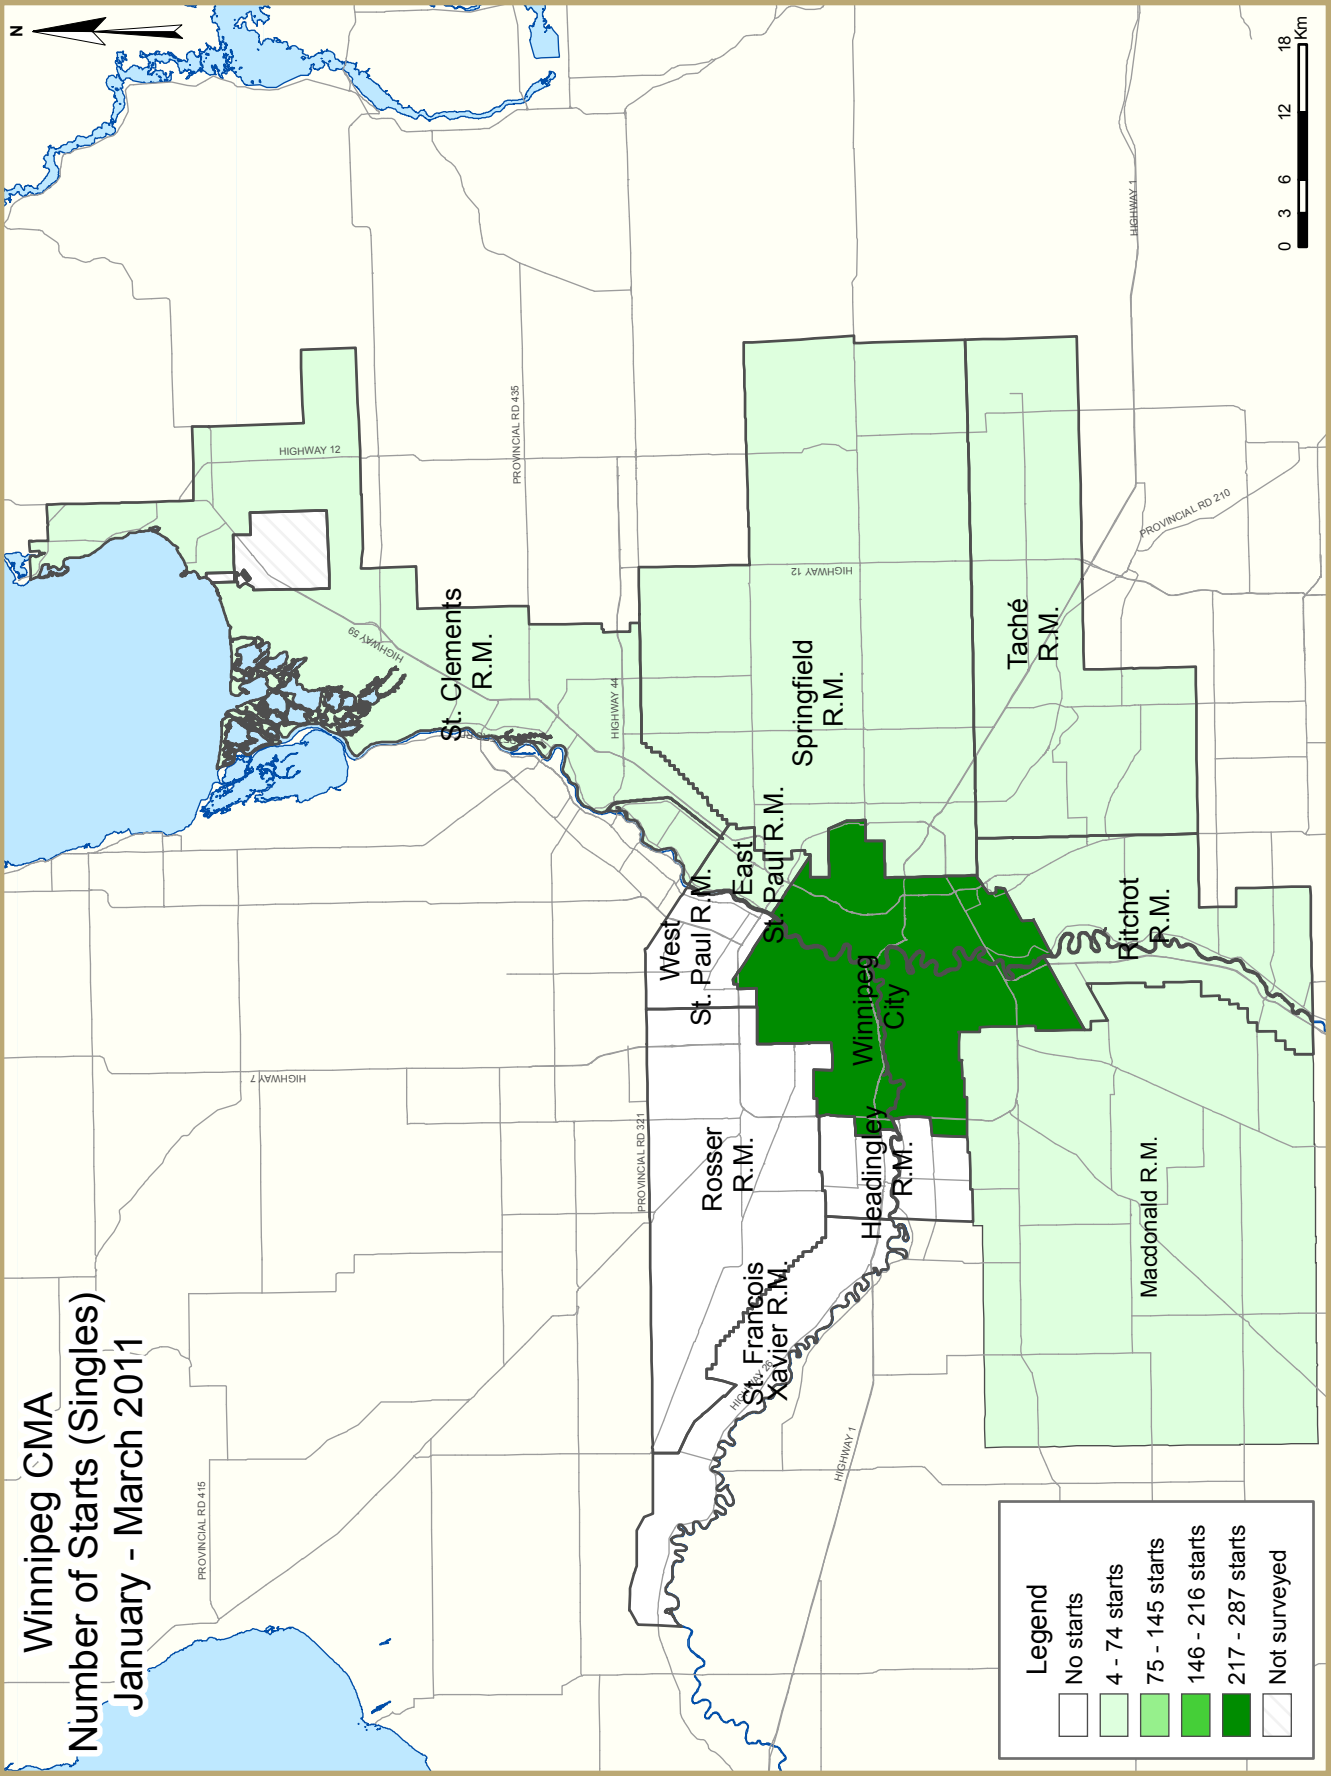 Winnipeg CMA
Number of Starts (Singles)
January - March 2011
N
HIGHWAY 12
PROVINCIAL RD 435
HIGHWAY 59
St. Clements
R.M.
HIGHWAY 44
HIGHWAY 7
PROVINCIAL RD 415
PROVINCIAL RD 321
West
St. Paul R.M.
East
St. Paul R.M.
Springfield
R.M.
HIGHWAY 12
Rosser
R.M.
St. Francois
Xavier R.M.
HIGHWAY 26
Winnipeg
City
Headingley
R.M.
HIGHWAY 1
Taché
R.M.
HIGHWAY 1
PROVINCIAL RD 210
Ritchot
R.M.
Macdonald R.M.
Legend
No starts
4 - 74 starts
75 - 145 starts
146 - 216 starts
217 - 287 starts
Not surveyed
0 3 6 12 18
Km